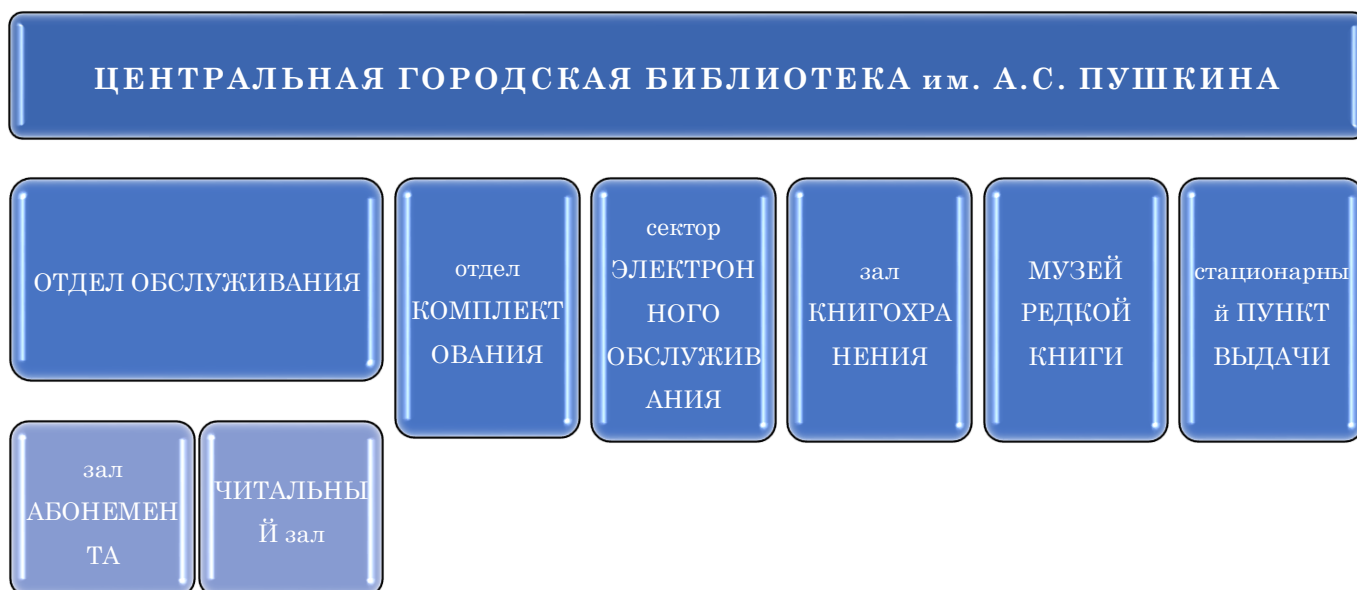 ЦЕНТРАЛЬНАЯ ГОРОДСКАЯ БИБЛИОТЕКА им. А.С. ПУШКИНА
ОТДЕЛ ОБСЛУЖИВАНИЯ
отдел
КОМПЛЕКТ
ОВАНИЯ
сектор
ЭЛЕКТРОН
НОГО
ОБСЛУЖИВ
АНИЯ
зал
КНИГОХРА
НЕНИЯ
МУЗЕЙ
РЕДКОЙ
КНИГИ
стационарны
й ПУНКТ
ВЫДАЧИ
зал
АБОНЕМЕН
ТА
ЧИТАЛЬНЫ
Й зал